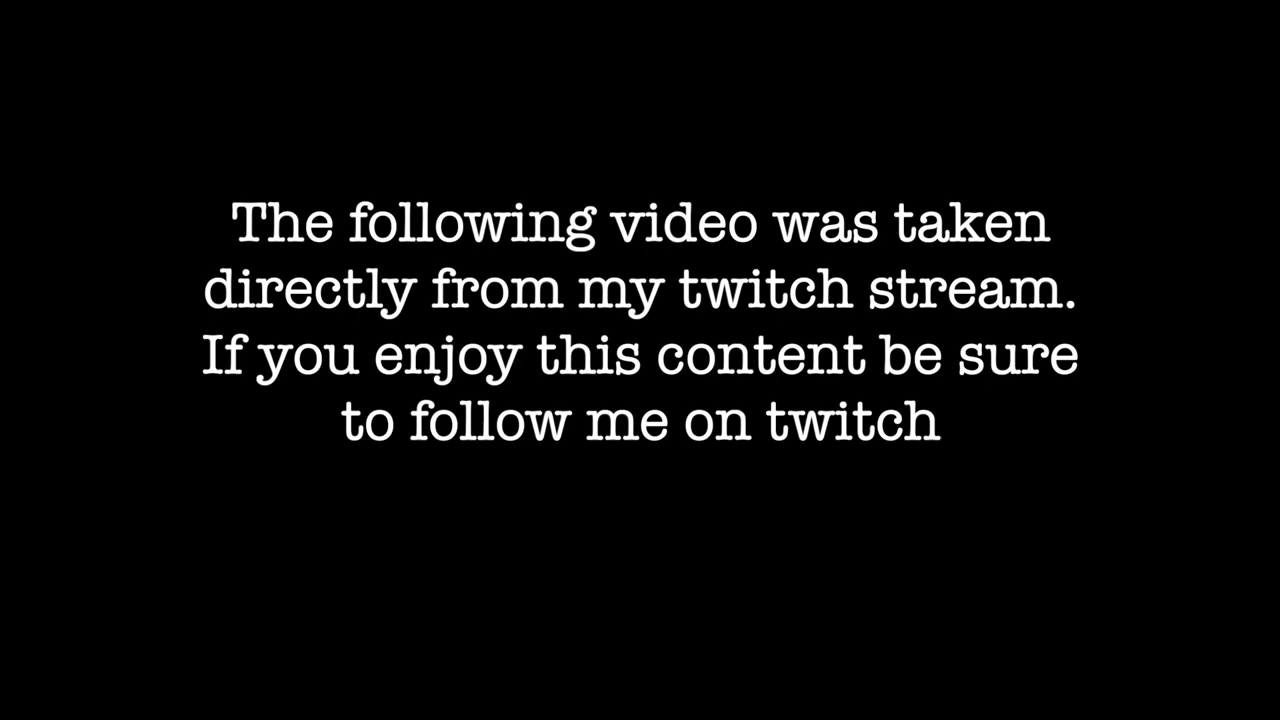 The following video was taken
directly from my twitch stream.
If you enjoy this content be sure
to follow me on twitch